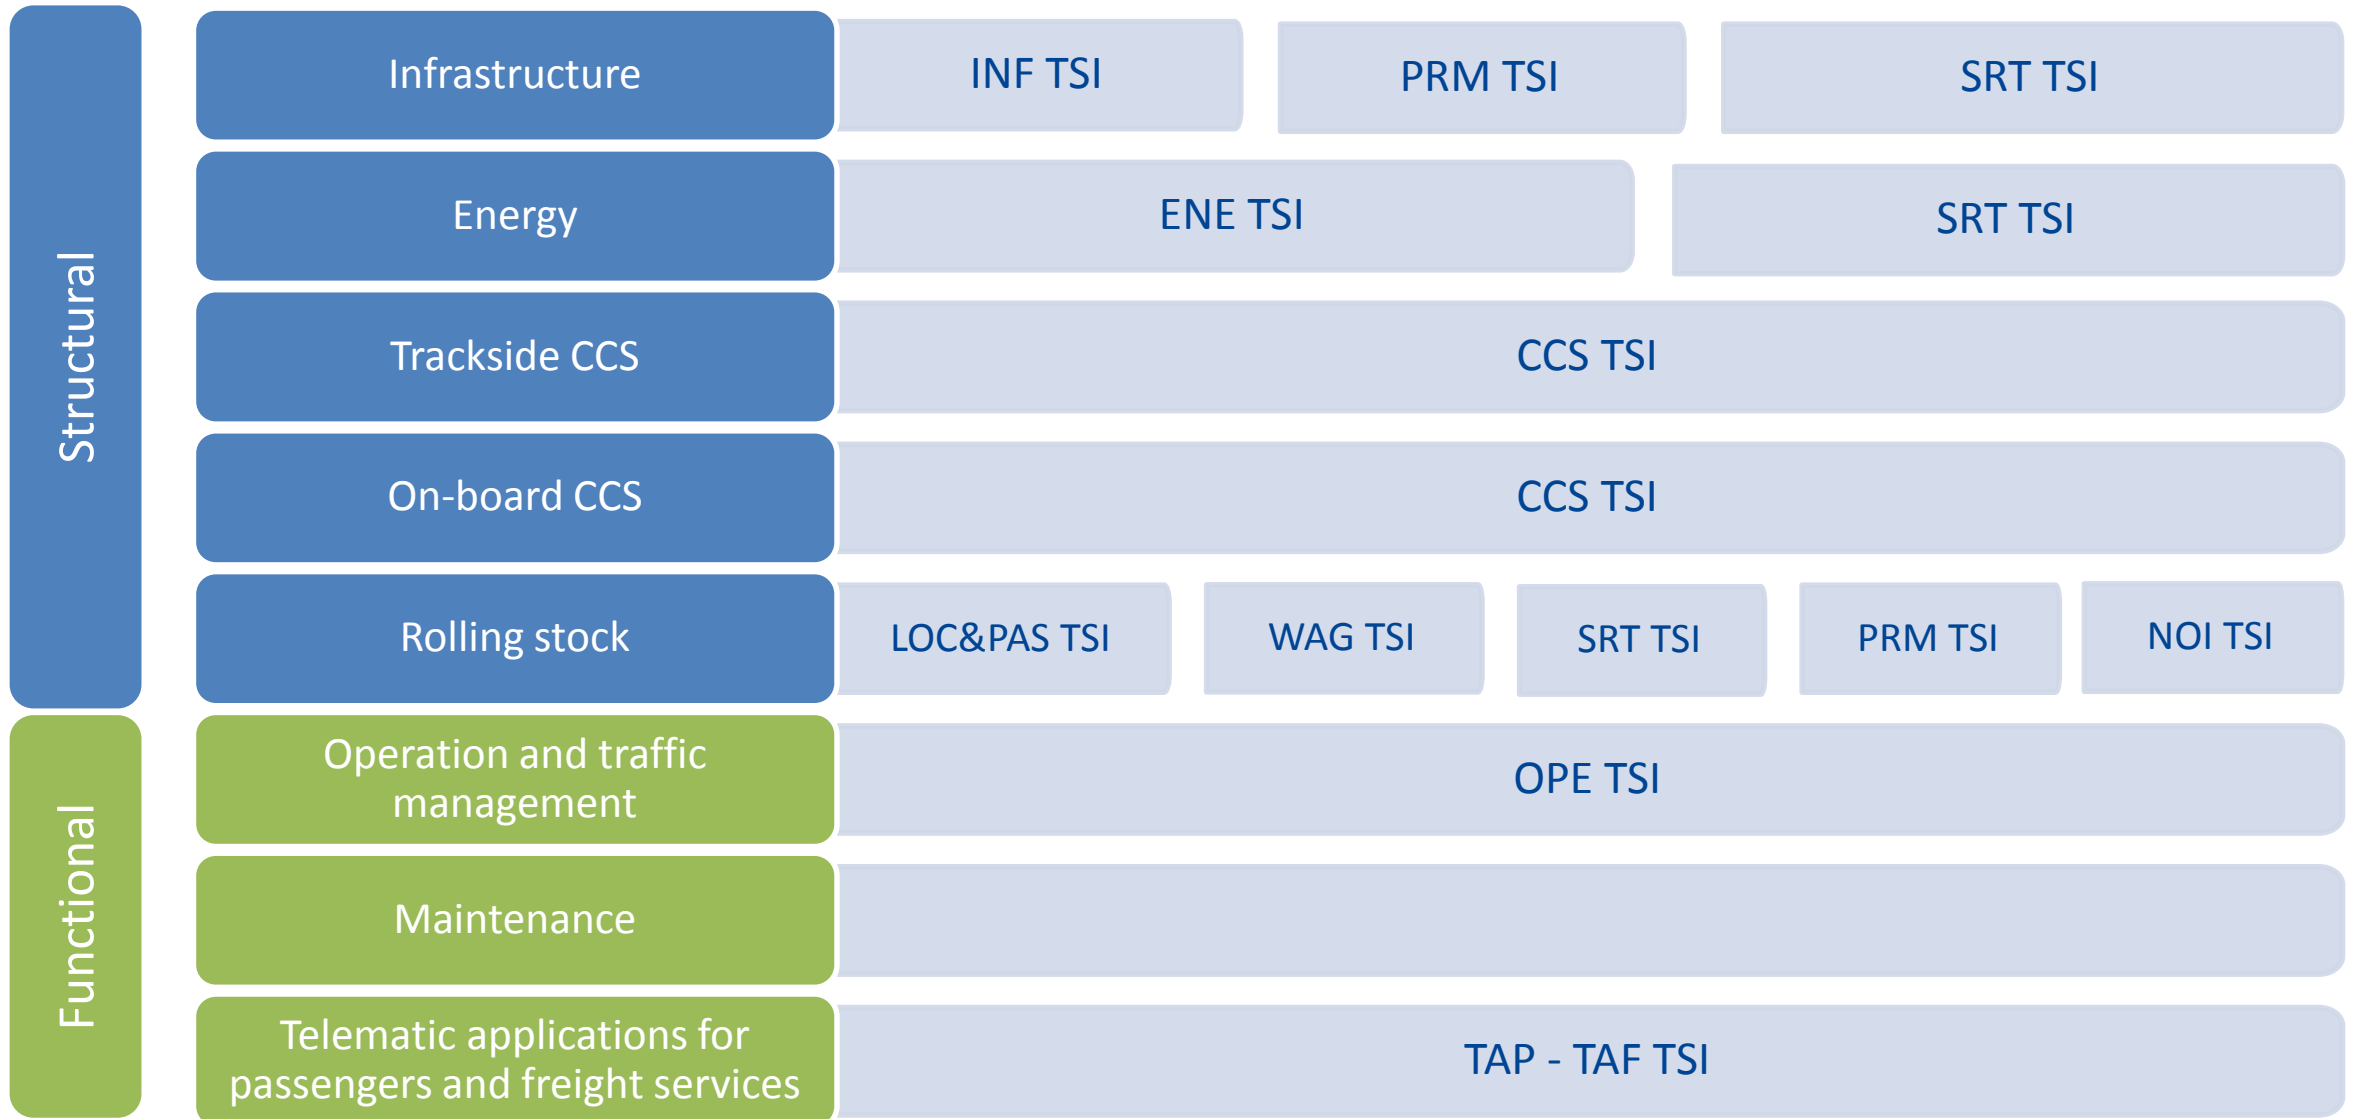 Structural
Infrastructure
INF TSI
PRM TSI
SRT TSI
Energy
ENE TSI
SRT TSI
Trackside CCS
CCS TSI
On-board CCS
CCS TSI
Rolling stock
LOC&PAS TSI
WAG TSI
SRT TSI
PRM TSI
NOI TSI
Functional
Operation and traffic
management
OPE TSI
Maintenance
Telematic applications for
passengers and freight services
TAP - TAF TSI